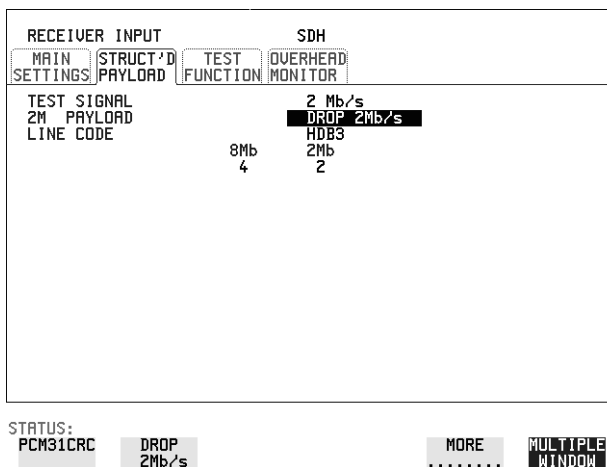 RECEIVER INPUT SDH
MAIN SETTINGS STRUCT'D PAYLOAD TEST FUNCTION OVERHEAD MONITOR
TEST SIGNAL 2 Mb/s
2M PAYLOAD DROP 2Mb/s
LINE CODE HDB3
8Mb 2Mb
4 2
STATUS:
PCM31CRC DROP 2Mb/s MORE ........ MULTIPLE WINDOW